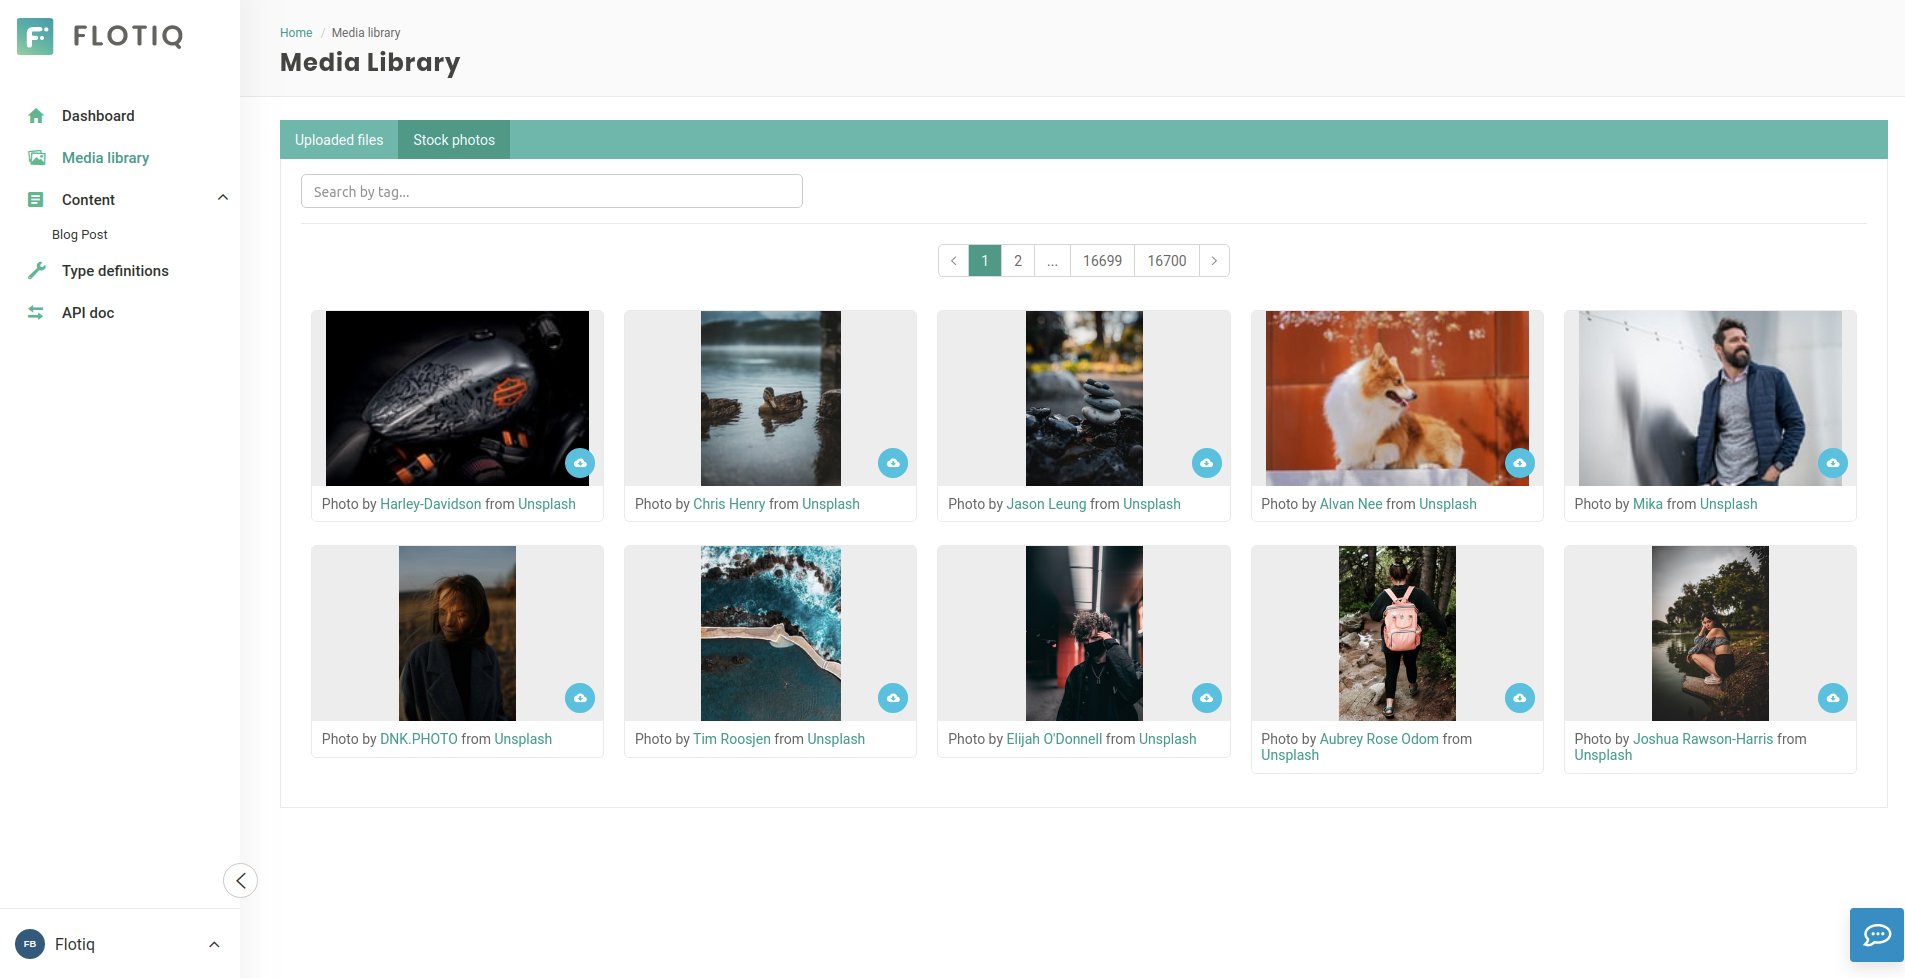 FLOTIQ
Dashboard
Media library
Content
Blog Post
Type definitions
API doc
FB
Flotiq
Home / Media library
Media Library
Uploaded files
Stock photos
Search by tag...
1 2 ... 16699 16700
Photo by Harley-Davidson from Unsplash
Photo by Chris Henry from Unsplash
Photo by Jason Leung from Unsplash
Photo by Alvan Nee from Unsplash
Photo by Mika from Unsplash
Photo by DNK.PHOTO from Unsplash
Photo by Tim Roosjen from Unsplash
Photo by Elijah O'Donnell from Unsplash
Photo by Aubrey Rose Odom from
Unsplash
Photo by Joshua Rawson-Harris from
Unsplash